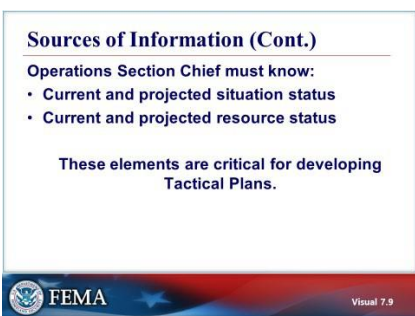 Sources of Information (Cont.)
Operations Section Chief must know:
• Current and projected situation status
• Current and projected resource status
These elements are critical for developing
Tactical Plans.
FEMA
Visual 7.9